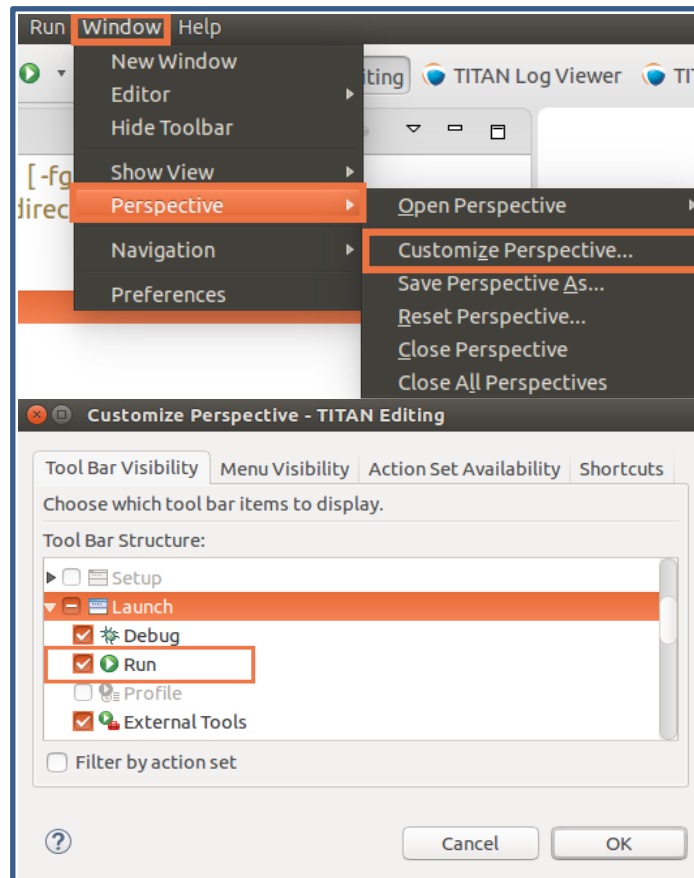 Run Window Help
New Window
iting TITAN Log Viewer
Editor
Hide Toolbar
[-fg
Show View
direc
Perspective
Open Perspective
Navigation
Customize Perspective...
Preferences
Save Perspective As...
Reset Perspective...
Close Perspective
Close All Perspectives
Customize Perspective - TITAN Editing
Tool Bar Visibility Menu Visibility Action Set Availability Shortcuts
Choose which tool bar items to display.
Tool Bar Structure:
Setup
Launch
Debug
Run
Profile
External Tools
Filter by action set
? Cancel OK